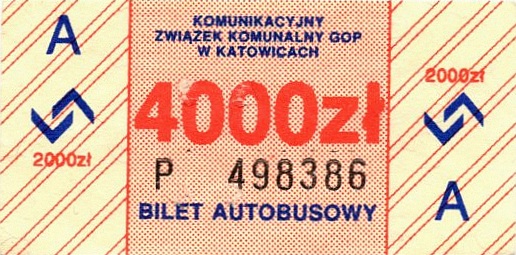 A
2000zł
KOMUNIKACYJNY
ZWIĄZEK KOMUNALNY GOP
W KATOWICACH
4000zł
P 498386
BILET AUTOBUSOWY
2000zł
A